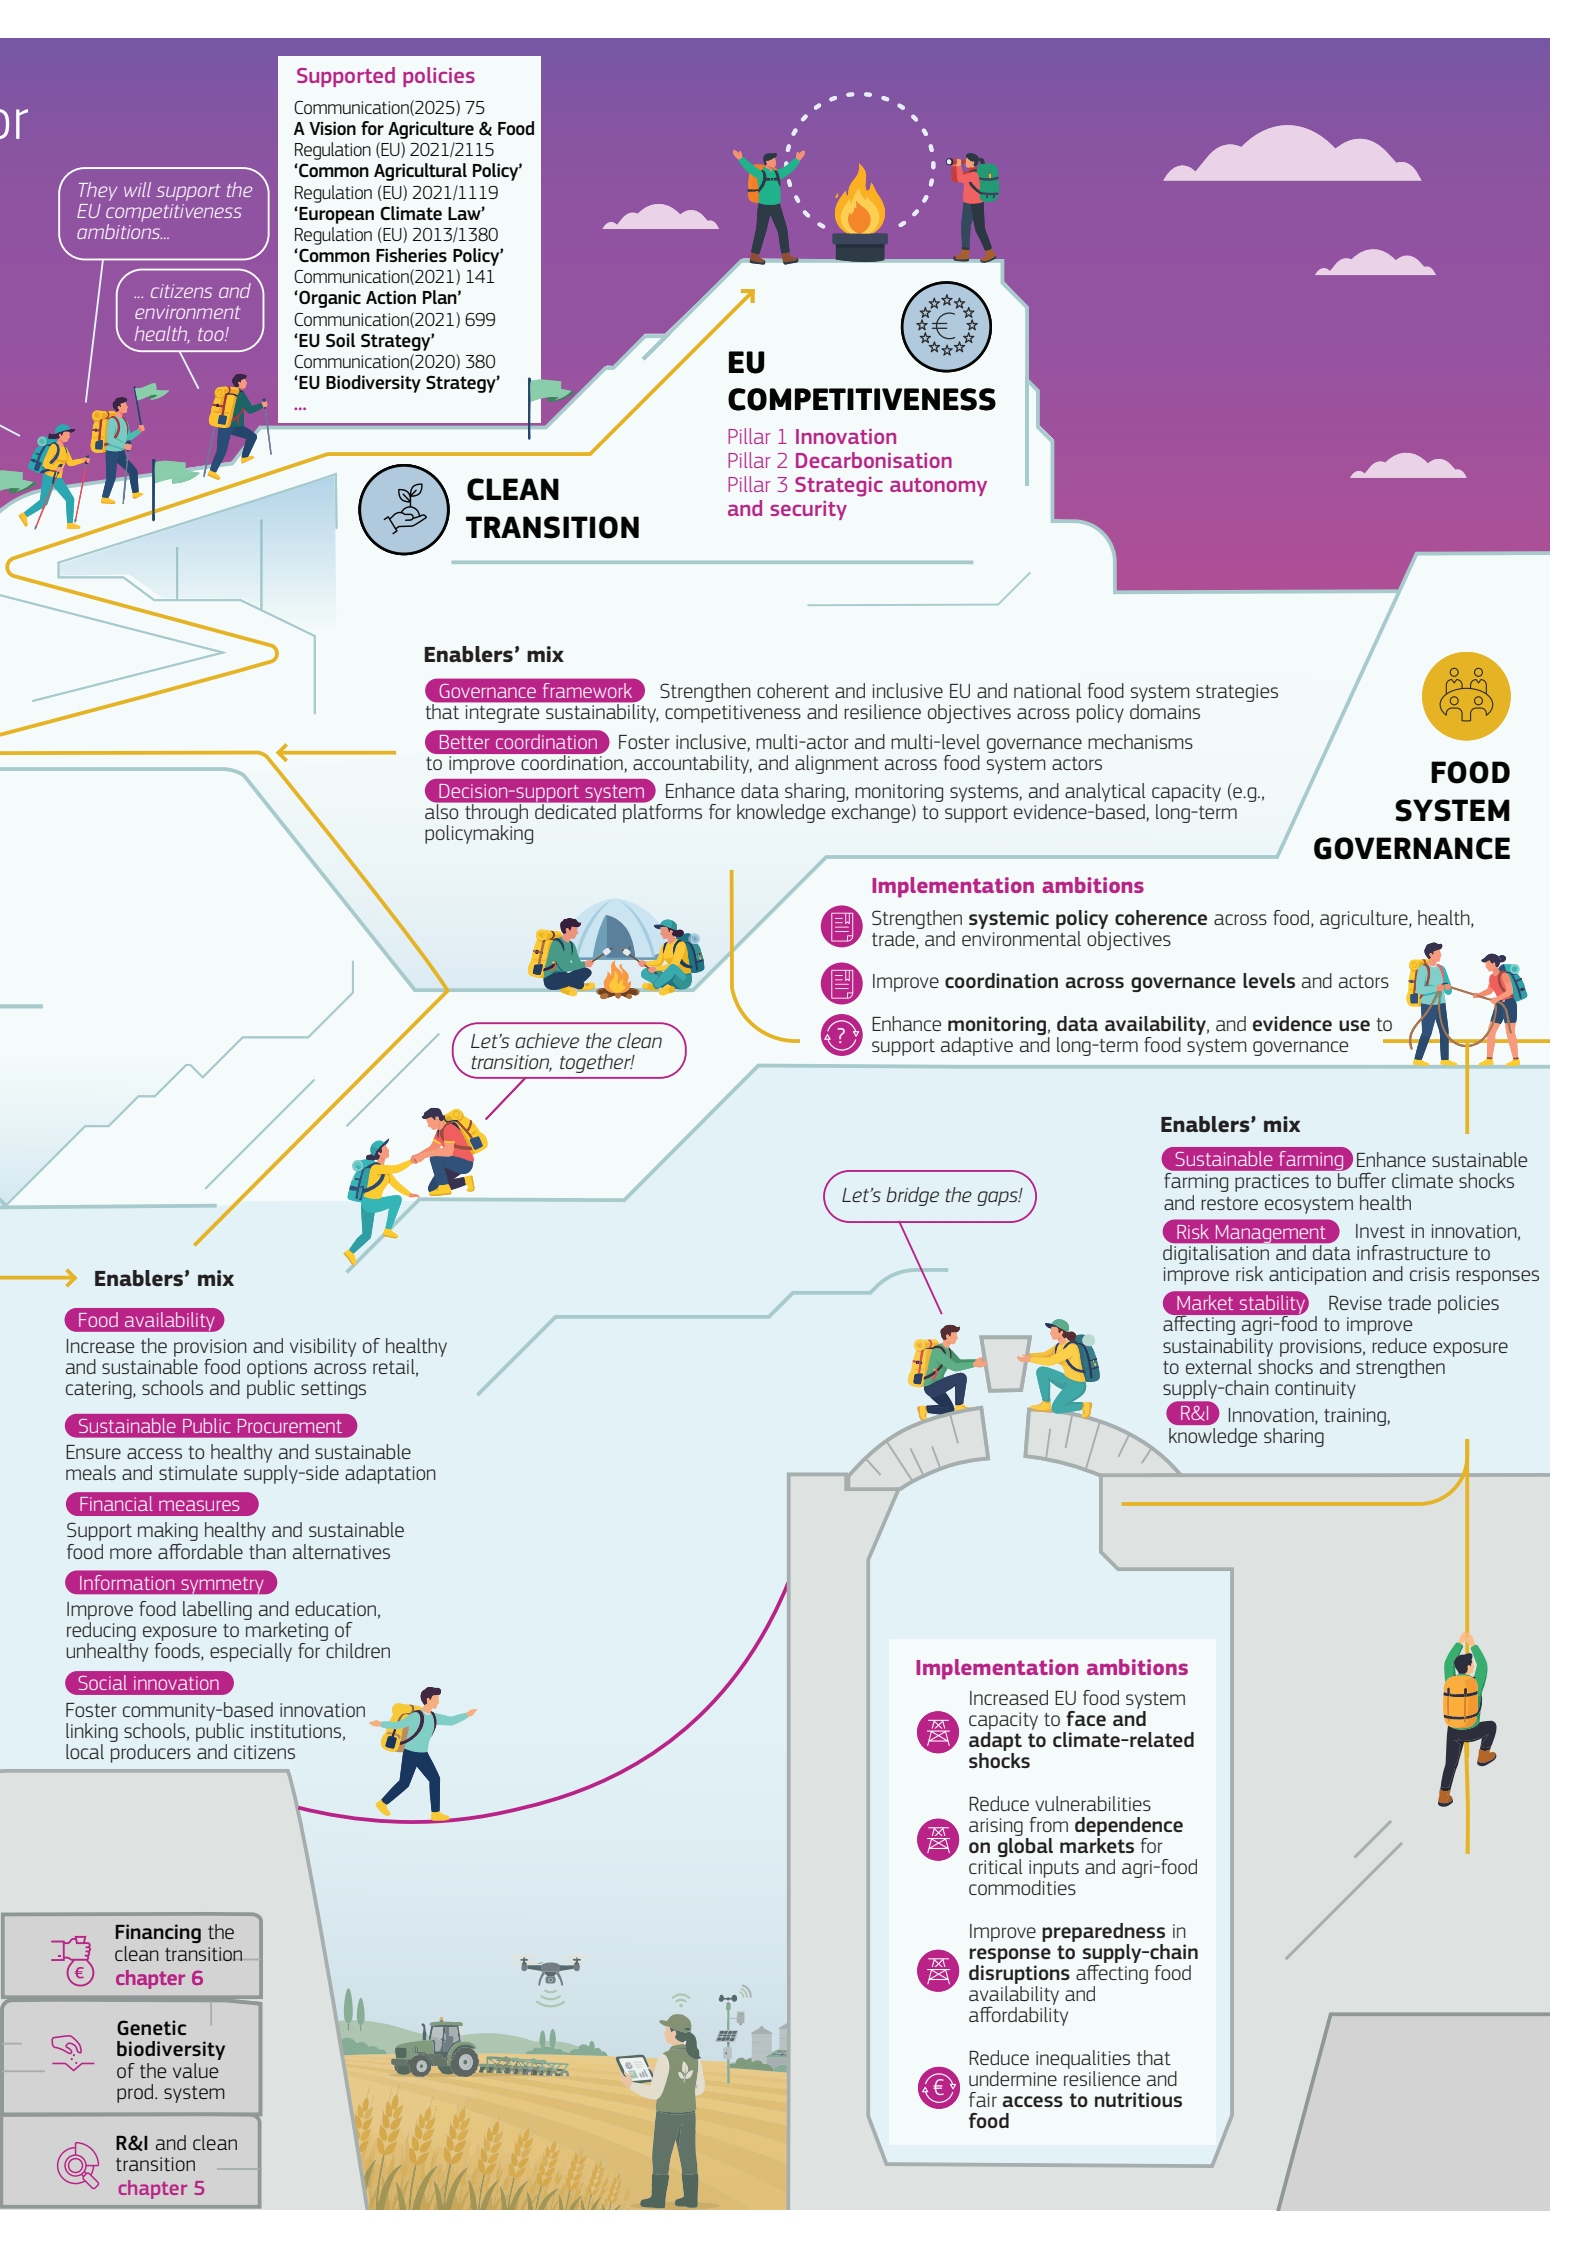 or
Supported policies
Communication(2025) 75
A Vision for Agriculture & Food
Regulation (EU) 2021/2115
‘Common Agricultural Policy’
Regulation (EU) 2021/1119
‘European Climate Law’
Regulation (EU) 2013/1380
‘Common Fisheries Policy’
Communication(2021) 141
‘Organic Action Plan’
Communication(2021) 699
‘EU Soil Strategy’
Communication(2020) 380
‘EU Biodiversity Strategy’
...
They will support the
EU competitiveness
ambitions...
... citizens and
environment
health, too!
EU
COMPETITIVENESS
Pillar 1 Innovation
Pillar 2 Decarbonisation
Pillar 3 Strategic autonomy
and security
CLEAN
TRANSITION
Enablers’ mix
Governance framework Strengthen coherent and inclusive EU and national food system strategies
that integrate sustainability, competitiveness and resilience objectives across policy domains
Better coordination Foster inclusive, multi-actor and multi-level governance mechanisms
to improve coordination, accountability, and alignment across food system actors
Decision-support system Enhance data sharing, monitoring systems, and analytical capacity (e.g.,
also through dedicated platforms for knowledge exchange) to support evidence-based, long-term
policymaking
FOOD
SYSTEM
GOVERNANCE
Implementation ambitions
Strengthen systemic policy coherence across food, agriculture, health,
trade, and environmental objectives
Improve coordination across governance levels and actors
?
Enhance monitoring, data availability, and evidence use to
support adaptive and long-term food system governance
Let’s achieve the clean
transition, together!
Enablers’ mix
Sustainable farming Enhance sustainable
farming practices to buffer climate shocks
and restore ecosystem health
Risk Management Invest in innovation,
digitalisation and data infrastructure to
improve risk anticipation and crisis responses
Market stability Revise trade policies
affecting agri-food to improve
sustainability provisions, reduce exposure
to external shocks and strengthen
supply-chain continuity
R&I Innovation, training,
knowledge sharing
Let’s bridge the gaps!
Enablers’ mix
Food availability
Increase the provision and visibility of healthy
and sustainable food options across retail,
catering, schools and public settings
Sustainable Public Procurement
Ensure access to healthy and sustainable
meals and stimulate supply-side adaptation
Financial measures
Support making healthy and sustainable
food more affordable than alternatives
Information symmetry
Improve food labelling and education,
reducing exposure to marketing of
unhealthy foods, especially for children
Social innovation
Foster community-based innovation
linking schools, public institutions,
local producers and citizens
Implementation ambitions
Increased EU food system
capacity to face and
adapt to climate-related
shocks
Reduce vulnerabilities
arising from dependence
on global markets for
critical inputs and agri-food
commodities
Improve preparedness in
response to supply-chain
disruptions affecting food
availability and
affordability
€
Reduce inequalities that
undermine resilience and
fair access to nutritious
food
€
Financing the
clean transition
chapter 6
Genetic
biodiversity
of the value
prod. system
R&I and clean
transition
chapter 5